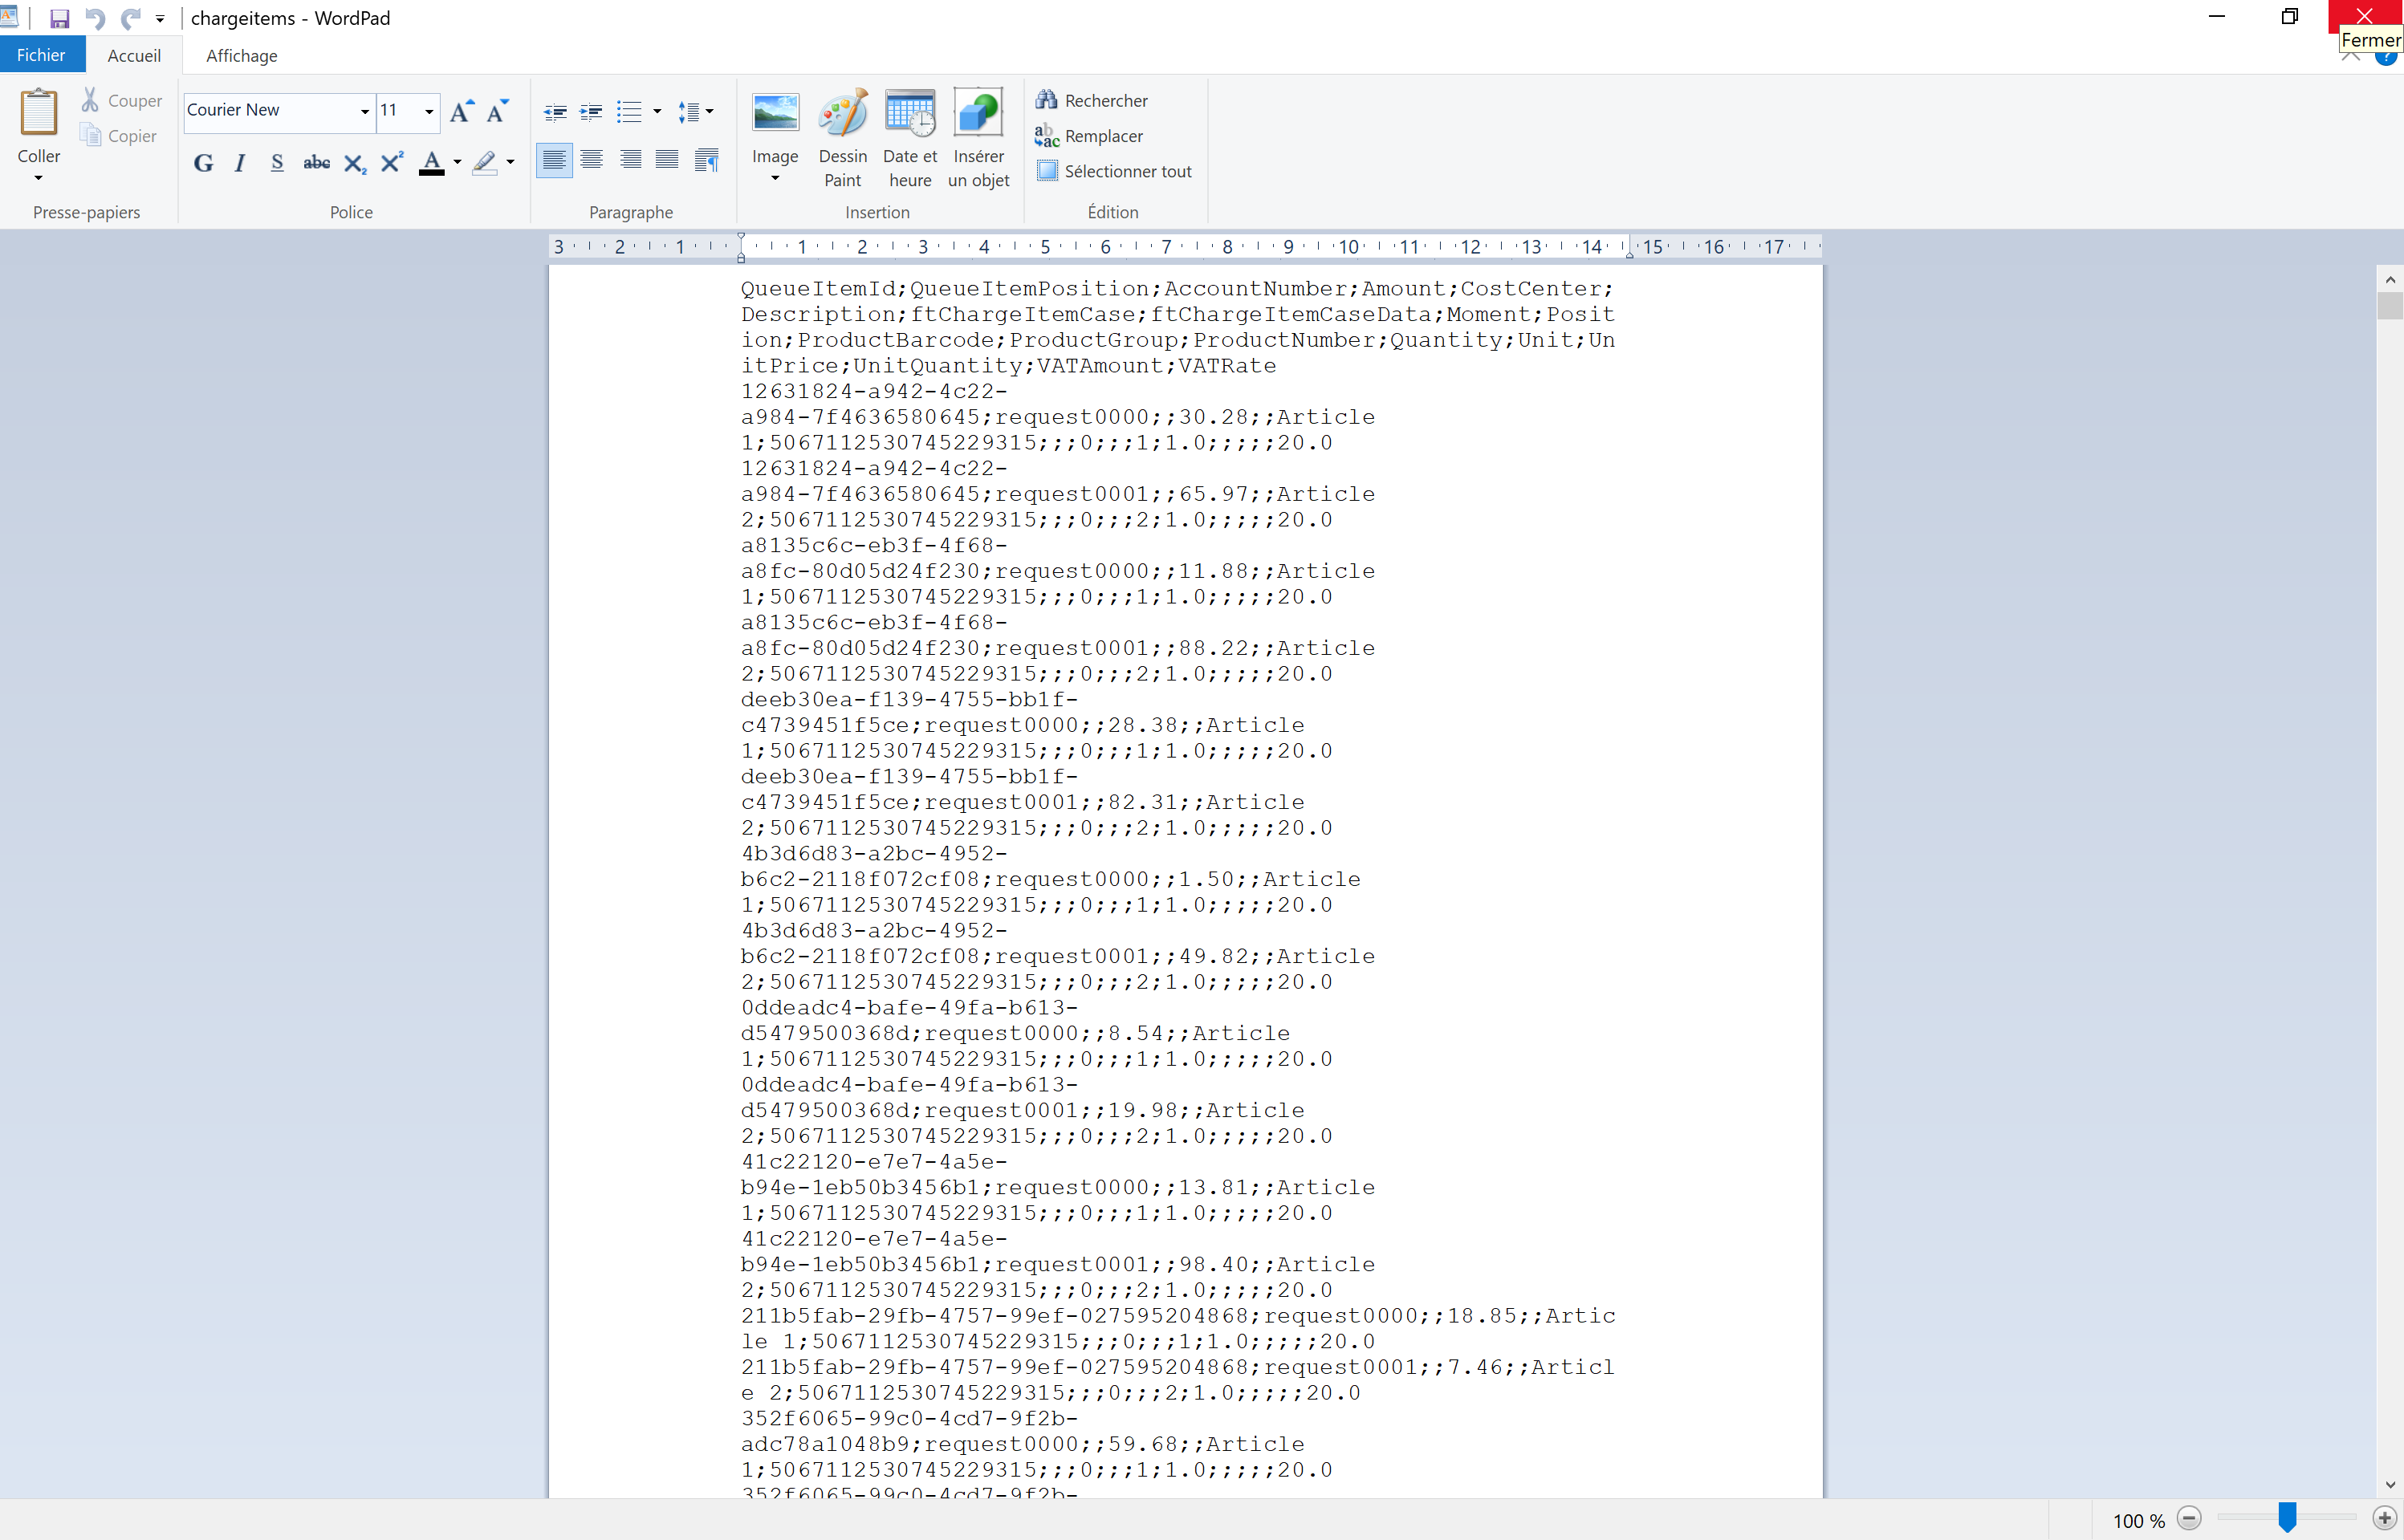 chargeitems - WordPad
Fermer
Fichier Accueil Affichage
Coller
Couper
Copier
Presse-papiers
Courier New 11
G I S abc X₂ X² A
Police
Paragraphe
Image
Dessin Paint
Date et heure
Insérer un objet
Insertion
Rechercher
Remplacer
Sélectionner tout
Édition
3 2 1 1 2 3 4 5 6 7 8 9 10 11 12 13 14 15 16 17
QueueItemId;QueueItemPosition;AccountNumber;Amount;CostCenter;
Description;ftChargeItemCase;ftChargeItemCaseData;Moment;Posit
ion;ProductBarcode;ProductGroup;ProductNumber;Quantity;Unit;Un
itPrice;UnitQuantity;VATAmount;VATRate
12631824-a942-4c22-
a984-7f4636580645;request0000;;30.28;;Article
1;5067112530745229315;;;0;;;1;1.0;;;;;20.0
12631824-a942-4c22-
a984-7f4636580645;request0001;;65.97;;Article
2;5067112530745229315;;;0;;;2;1.0;;;;;20.0
a8135c6c-eb3f-4f68-
a8fc-80d05d24f230;request0000;;11.88;;Article
1;5067112530745229315;;;0;;;1;1.0;;;;;20.0
a8135c6c-eb3f-4f68-
a8fc-80d05d24f230;request0001;;88.22;;Article
2;5067112530745229315;;;0;;;2;1.0;;;;;20.0
deeb30ea-f139-4755-bb1f-
c4739451f5ce;request0000;;28.38;;Article
1;5067112530745229315;;;0;;;1;1.0;;;;;20.0
deeb30ea-f139-4755-bb1f-
c4739451f5ce;request0001;;82.31;;Article
2;5067112530745229315;;;0;;;2;1.0;;;;;20.0
4b3d6d83-a2bc-4952-
b6c2-2118f072cf08;request0000;;1.50;;Article
1;5067112530745229315;;;0;;;1;1.0;;;;;20.0
4b3d6d83-a2bc-4952-
b6c2-2118f072cf08;request0001;;49.82;;Article
2;5067112530745229315;;;0;;;2;1.0;;;;;20.0
0ddeadc4-bafe-49fa-b613-
d5479500368d;request0000;;8.54;;Article
1;5067112530745229315;;;0;;;1;1.0;;;;;20.0
0ddeadc4-bafe-49fa-b613-
d5479500368d;request0001;;19.98;;Article
2;5067112530745229315;;;0;;;2;1.0;;;;;20.0
41c22120-e7e7-4a5e-
b94e-1eb50b3456b1;request0000;;13.81;;Article
1;5067112530745229315;;;0;;;1;1.0;;;;;20.0
41c22120-e7e7-4a5e-
b94e-1eb50b3456b1;request0001;;98.40;;Article
2;5067112530745229315;;;0;;;2;1.0;;;;;20.0
211b5fab-29fb-4757-99ef-027595204868;request0000;;18.85;;Artic
le 1;5067112530745229315;;;0;;;1;1.0;;;;;20.0
211b5fab-29fb-4757-99ef-027595204868;request0001;;7.46;;Articl
e 2;5067112530745229315;;;0;;;2;1.0;;;;;20.0
352f6065-99c0-4cd7-9f2b-
adc78a1048b9;request0000;;59.68;;Article
1;5067112530745229315;;;0;;;1;1.0;;;;;20.0
352f6065-99c0-4cd7-9f2b-
100 %